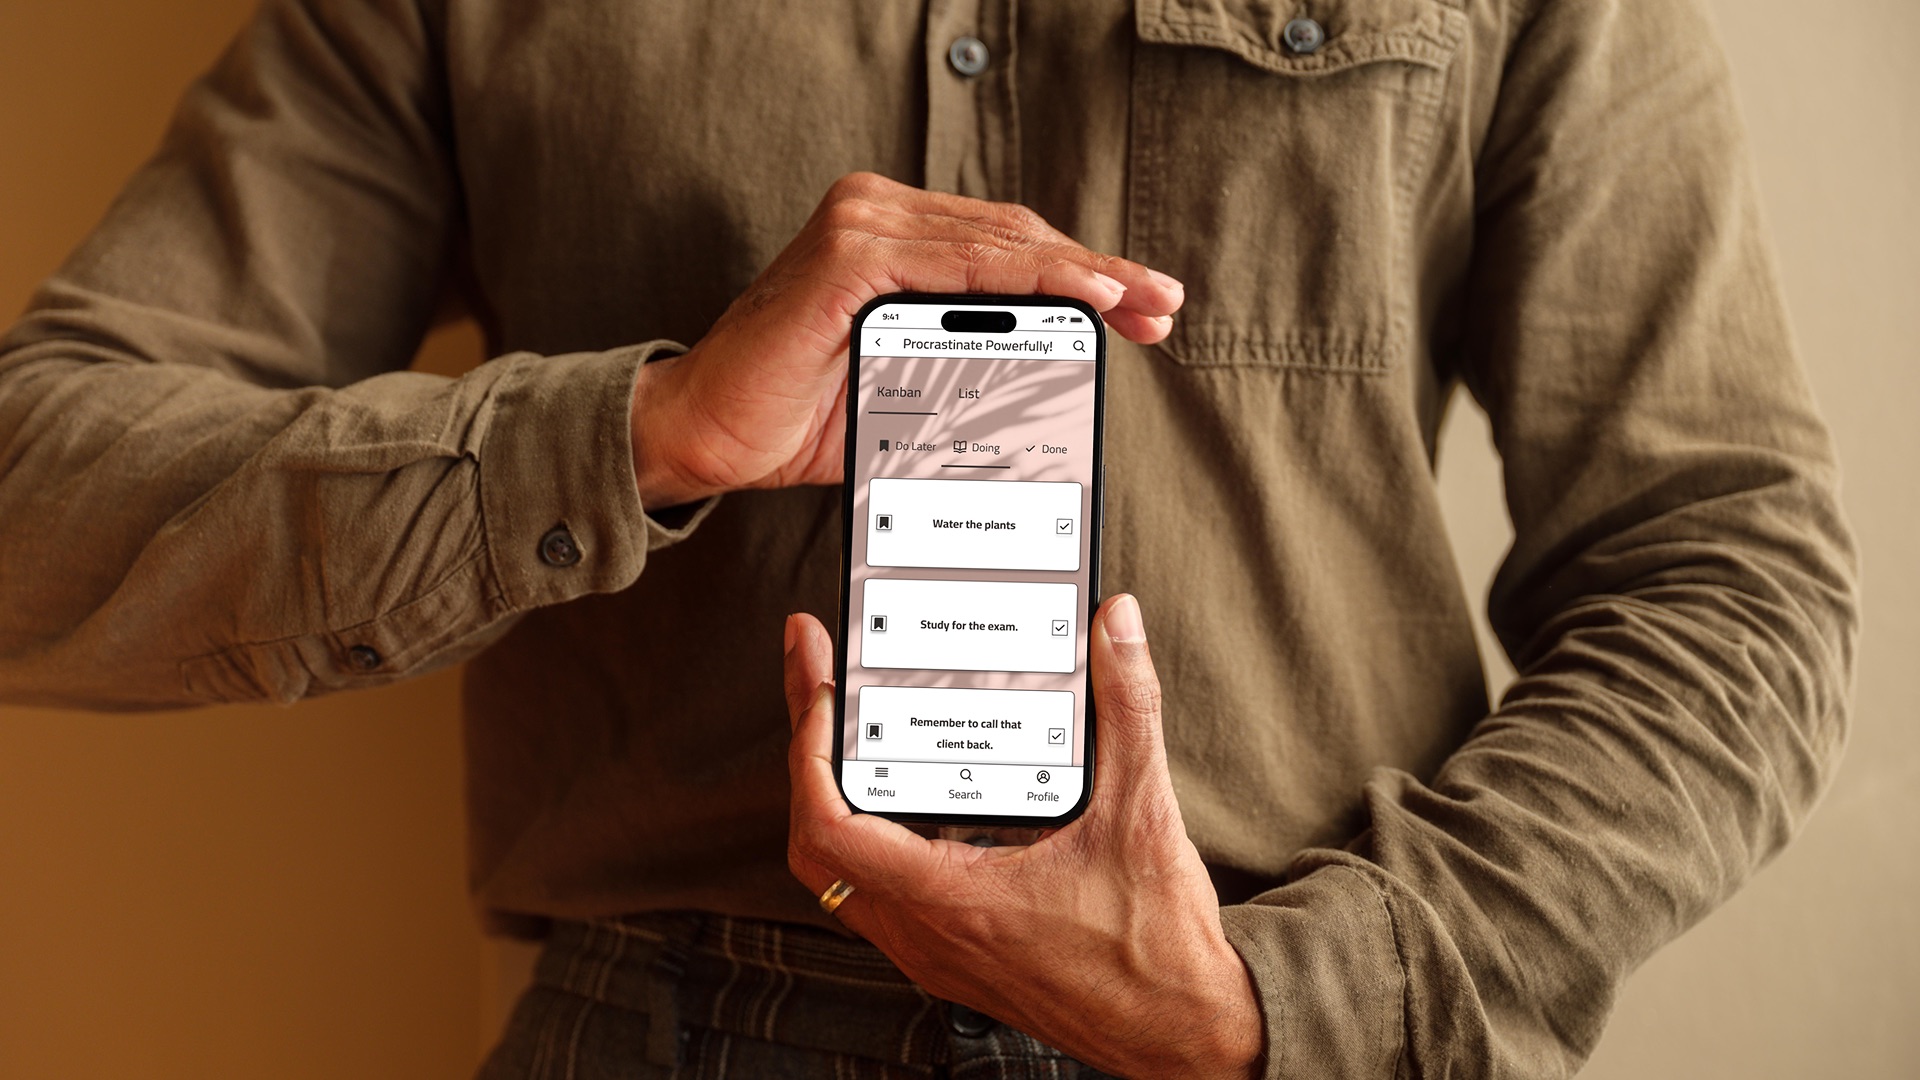 9:41
Procrastinate Powerfully!
Kanban List
Do Later Doing Done
Water the plants
Study for the exam.
Remember to call that
client back.
Menu Search Profile